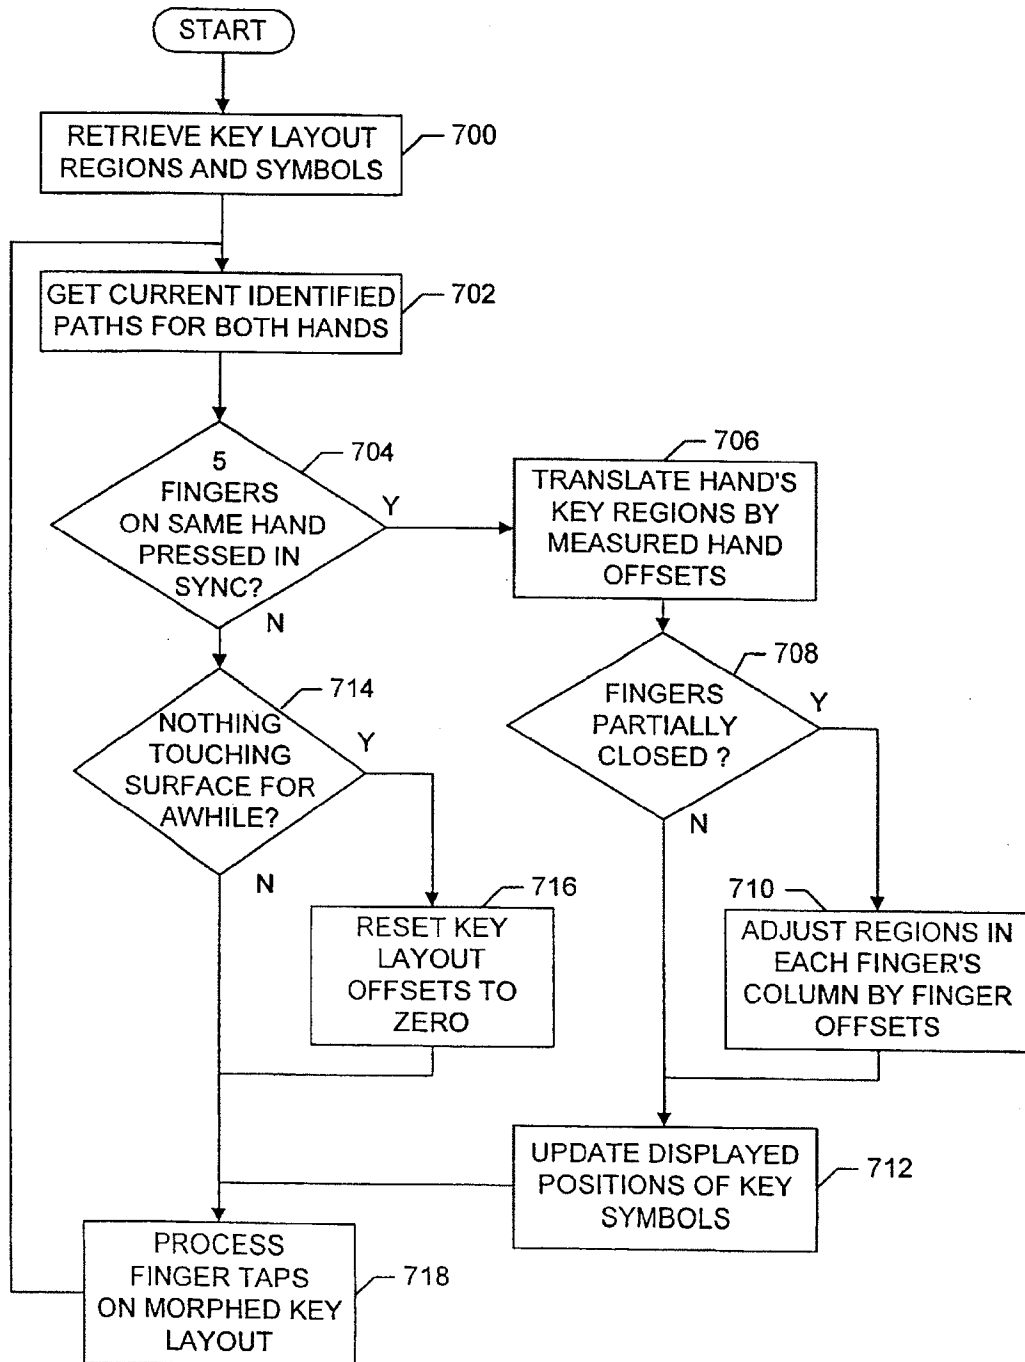 START
RETRIEVE KEY LAYOUT
REGIONS AND SYMBOLS
700
GET CURRENT IDENTIFIED
PATHS FOR BOTH HANDS
702
5
FINGERS
ON SAME HAND
PRESSED IN
SYNC?
704
Y
N
706
TRANSLATE HAND'S
KEY REGIONS BY
MEASURED HAND
OFFSETS
708
FINGERS
PARTIALLY
CLOSED ?
Y
N
714
NOTHING
TOUCHING
SURFACE FOR
AWHILE?
Y
N
716
RESET KEY
LAYOUT
OFFSETS TO
ZERO
710
ADJUST REGIONS IN
EACH FINGER'S
COLUMN BY FINGER
OFFSETS
UPDATE DISPLAYED
POSITIONS OF KEY
SYMBOLS
712
PROCESS
FINGER TAPS
ON MORPHED KEY
LAYOUT
718